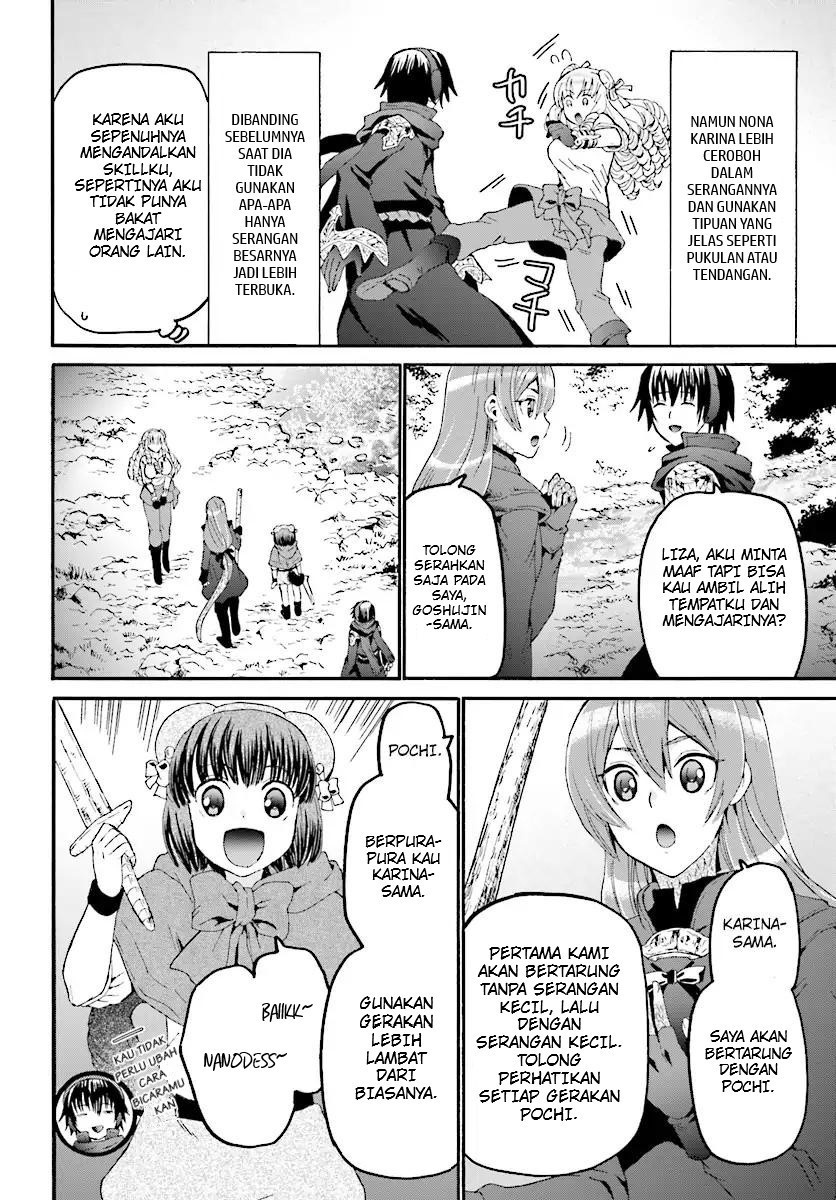 NAMUN NONA
KARINA LEBIH
CEROBOH
DALAM
SERANGANNYA
DAN GUNAKAN
TIPUAN YANG
JELAS SEPERTI
PUKULAN ATAU
TENDANGAN.
カチ
コチ
DIBANDING
SEBELUMNYA
SAAT DIA
TIDAK
GUNAKAN
APA-APA
HANYA
SERANGAN
BESARNYA
JADI LEBIH
TERBUKA.
KARENA AKU
SEPENUHNYA
MENGANDALKAN
SKILLKU,
SEPERTINYA AKU
TIDAK PUNYA
BAKAT
MENGAJARI
ORANG LAIN.
LIZA, AKU MINTA
MAAF TAPI BISA
KAU AMBIL ALIH
TEMPATKU DAN
MENGAJARINYA?
TOLONG
SERAHKAN
SAJA PADA
SAYA,
GOSHUJIN
-SAMA.
KARINA-
SAMA.
SAYA AKAN
BERTARUNG
DENGAN
POCHI.
PERTAMA KAMI
AKAN BERTARUNG
TANPA SERANGAN
KECIL, LALU
DENGAN
SERANGAN KECIL.
TOLONG
PERHATIKAN
SETIAP GERAKAN
POCHI.
POCHI.
BERPURA-
PURA KAU
KARINA-
SAMA.
GUNAKAN
GERAKAN
LEBIH
LAMBAT
DARI
BIASANYA.
BAIIKK~
NANODESS~
KAU TIDAK
PERLU UBAH
CARA
BICARAMU
KAN